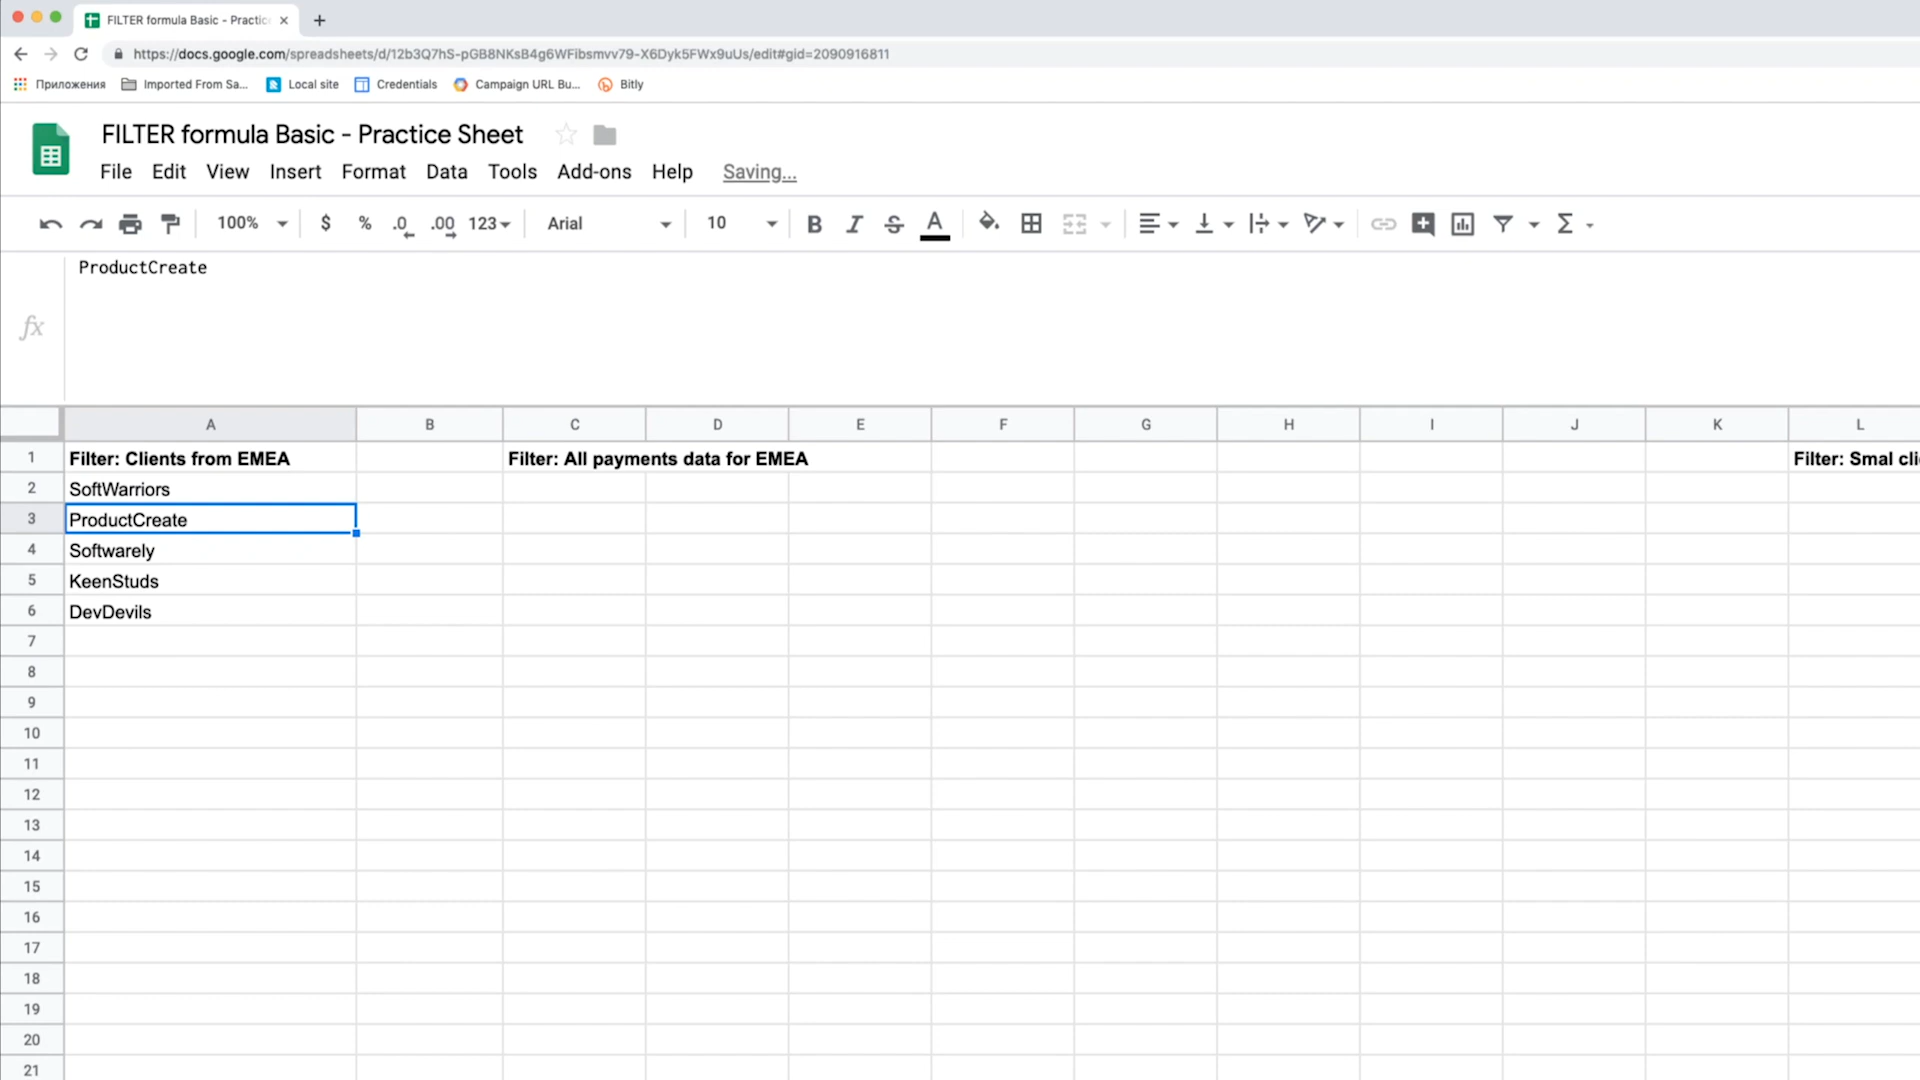 FILTER formula Basic - Practic
https://docs.google.com/spreadsheets/d/12b3Q7hS-pGB8NKsB4g6WFibsmvv79-X6Dyk5FWx9uUs/edit#gid=2090916811
Приложения Imported From Sa... Local site Credentials Campaign URL Bu... Bitly
FILTER formula Basic - Practice Sheet
File Edit View Insert Format Data Tools Add-ons Help Saving...
100% $ % .0 .00 123 Arial 10 B I S A Σ
ProductCreate
fx
A B C D E F G H I J K L
1 Filter: Clients from EMEA Filter: All payments data for EMEA Filter: Smal cli
2 SoftWarriors
3 ProductCreate
4 Softwarely
5 KeenStuds
6 DevDevils
7
8
9
10
11
12
13
14
15
16
17
18
19
20
21